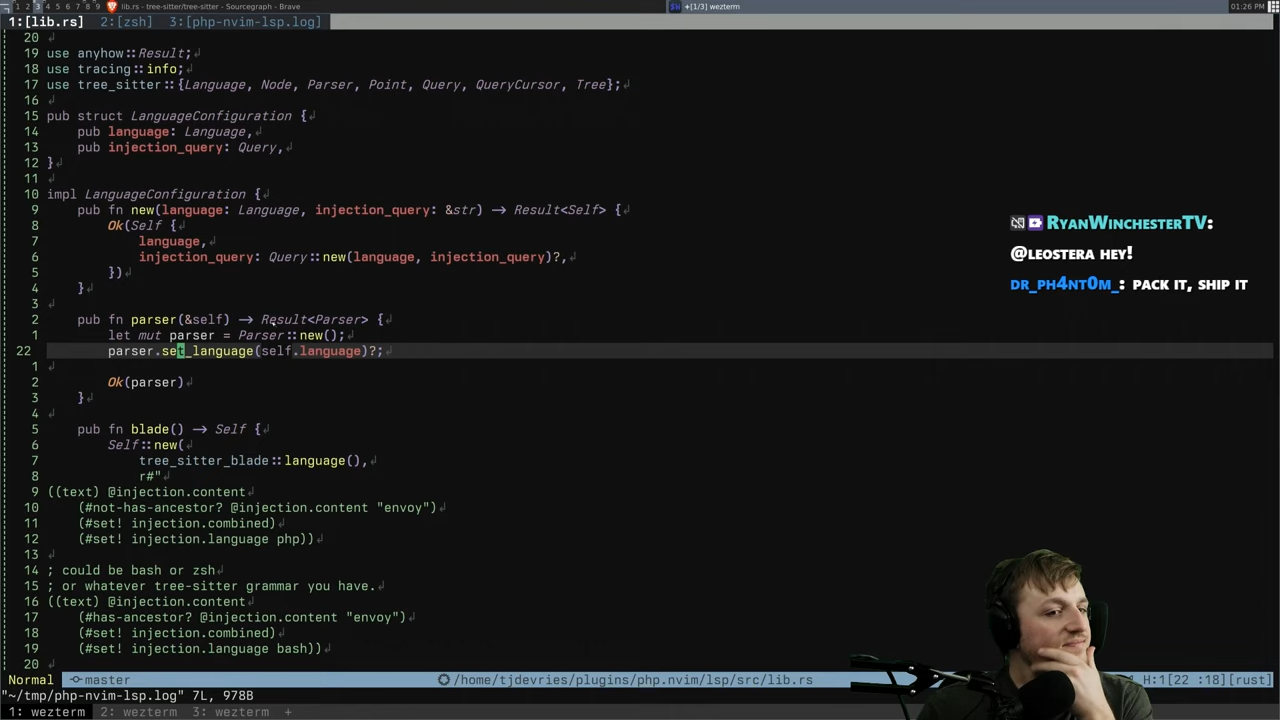 1 2 3 4 5 6 7 8 9 lib.rs - tree-sitter/tree-sitter - Sourcegraph - Brave +[1/3] wezterm 01:26 PM
1:[lib.rs] 2:[zsh] 3:[php-nvim-lsp.log]
20 ↲
19 use anyhow::Result;↲
18 use tracing::info;↲
17 use tree_sitter::{Language, Node, Parser, Point, Query, QueryCursor, Tree};↲
16 ↲
15 pub struct LanguageConfiguration {↲
14 pub language: Language,↲
13 pub injection_query: Query,↲
12 }↲
11 ↲
10 impl LanguageConfiguration {↲
9 pub fn new(language: Language, injection_query: &str) -> Result<Self> {↲
8 Ok(Self {↲
7 language,↲
6 injection_query: Query::new(language, injection_query)?,↲
5 })↲
4 }↲
3 ↲
2 pub fn parser(&self) -> Result<Parser> {↲
1 let mut parser = Parser::new();↲
22 parser.set_language(self.language)?;↲
1 ↲
2 Ok(parser)↲
3 }↲
4 ↲
5 pub fn blade() -> Self {↲
6 Self::new(↲
7 tree_sitter_blade::language(),↲
8 r#"↲
9 ((text) @injection.content↲
10 (#not-has-ancestor? @injection.content "envoy")↲
11 (#set! injection.combined)↲
12 (#set! injection.language php))↲
13 ↲
14 ; could be bash or zsh↲
15 ; or whatever tree-sitter grammar you have.↲
16 ((text) @injection.content↲
17 (#has-ancestor? @injection.content "envoy")↲
18 (#set! injection.combined)↲
19 (#set! injection.language bash))↲
20 ↲
RyanWinchesterTV:
@LEOSTERA HEY!
DR_PH4NT0M_: PACK IT, SHIP IT
Normal master /home/tjdevries/plugins/php.nvim/lsp/src/lib.rs H:1[22 :18][rust]
"~/tmp/php-nvim-lsp.log" 7L, 978B
1: wezterm 2: wezterm 3: wezterm +